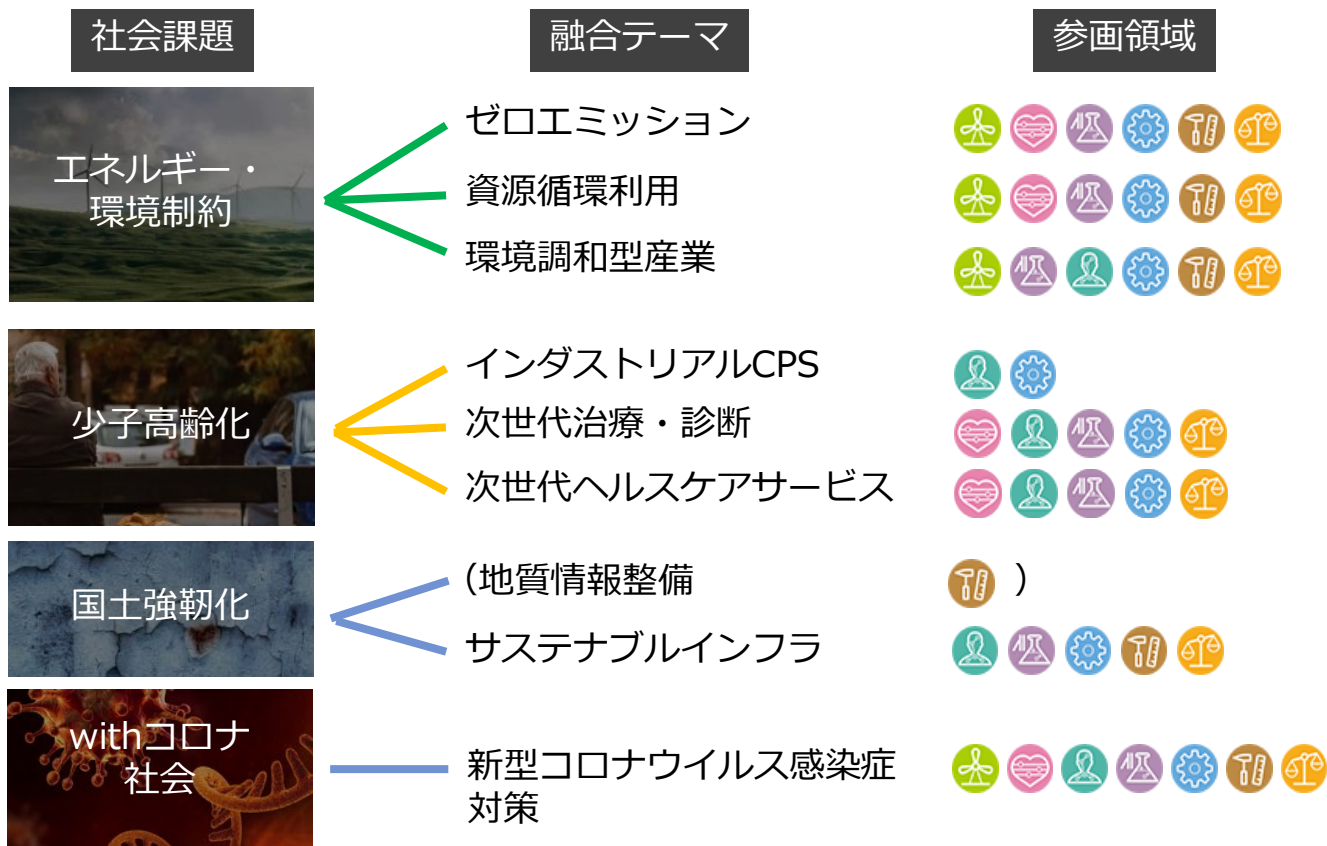 社会課題
融合テーマ
参画領域
エネルギー・
環境制約
ゼロエミッション
資源循環利用
環境調和型産業
少子高齢化
インダストリアルCPS
次世代治療・診断
次世代ヘルスケアサービス
国土強靭化
(地質情報整備
)
サステナブルインフラ
withコロナ
社会
新型コロナウイルス感染症
対策